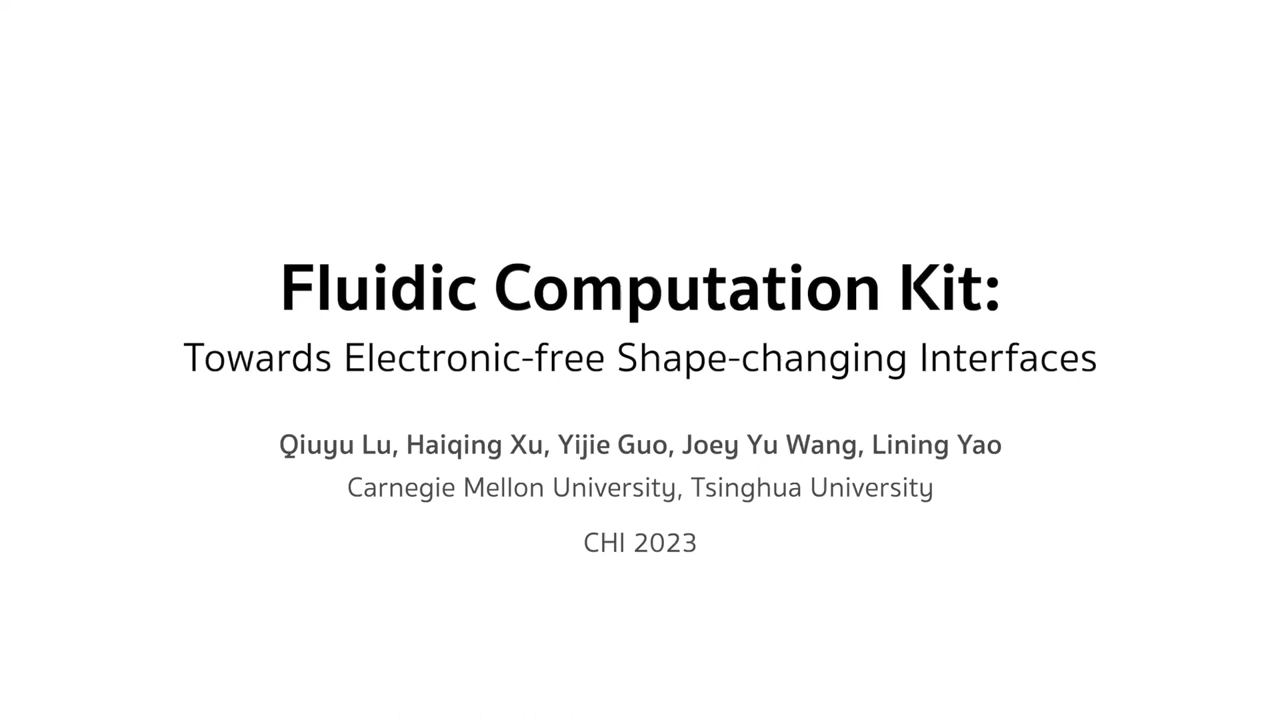 Fluidic Computation Kit:
Towards Electronic-free Shape-changing Interfaces
Qiuyu Lu, Haiqing Xu, Yijie Guo, Joey Yu Wang, Lining Yao
Carnegie Mellon University, Tsinghua University
CHI 2023